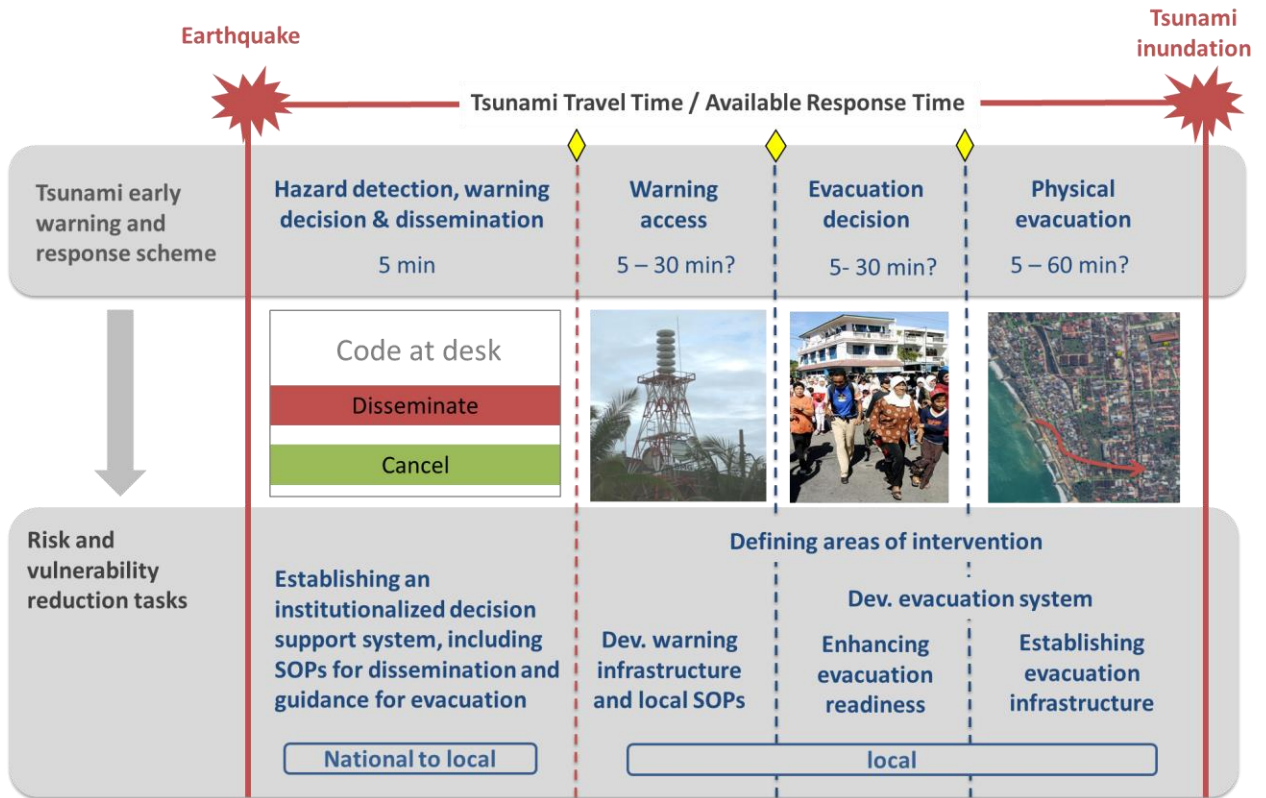 Earthquake
Tsunami
inundation
Tsunami Travel Time / Available Response Time
Tsunami early
warning and
response scheme
Hazard detection, warning
decision & dissemination
5 min
Warning
access
5 – 30 min?
Evacuation
decision
5- 30 min?
Physical
evacuation
5 – 60 min?
Code at desk
Disseminate
Cancel
Risk and
vulnerability
reduction tasks
Defining areas of intervention
Establishing an
institutionalized decision
support system, including
SOPs for dissemination and
guidance for evacuation
Dev. evacuation system
Dev. warning
infrastructure
and local SOPs
Enhancing
evacuation
readiness
Establishing
evacuation
infrastructure
National to local
local